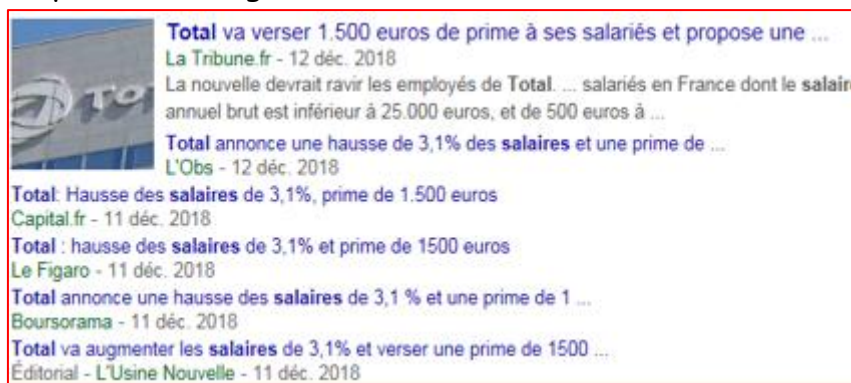 Total va verser 1.500 euros de prime à ses salariés et propose une ...
La Tribune.fr - 12 déc. 2018
La nouvelle devrait ravir les employés de Total. ... salariés en France dont le salaire
annuel brut est inférieur à 25.000 euros, et de 500 euros à ...
Total annonce une hausse de 3,1% des salaires et une prime de ...
L'Obs - 12 déc. 2018
Total: Hausse des salaires de 3,1%, prime de 1.500 euros
Capital.fr - 11 déc. 2018
Total : hausse des salaires de 3,1% et prime de 1500 euros
Le Figaro - 11 déc. 2018
Total annonce une hausse des salaires de 3,1 % et une prime de 1 ...
Boursorama - 11 déc. 2018
Total va augmenter les salaires de 3,1% et verser une prime de 1500 ...
Éditorial - L'Usine Nouvelle - 11 déc. 2018